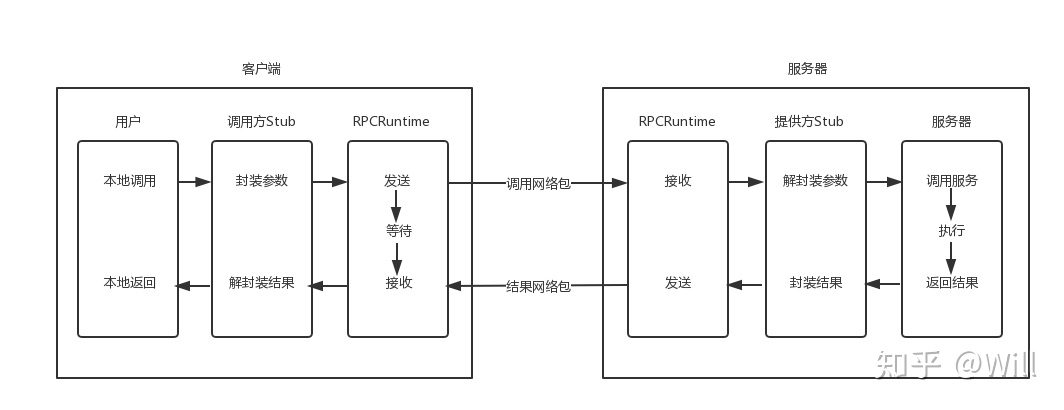 客户端
服务器
用户
调用方Stub
RPCRuntime
RPCRuntime
提供方Stub
服务器
本地调用
封装参数
发送
调用网络包
接收
解封装参数
调用服务
等待
执行
本地返回
解封装结果
接收
结果网络包
发送
封装结果
返回结果
知乎 @Will